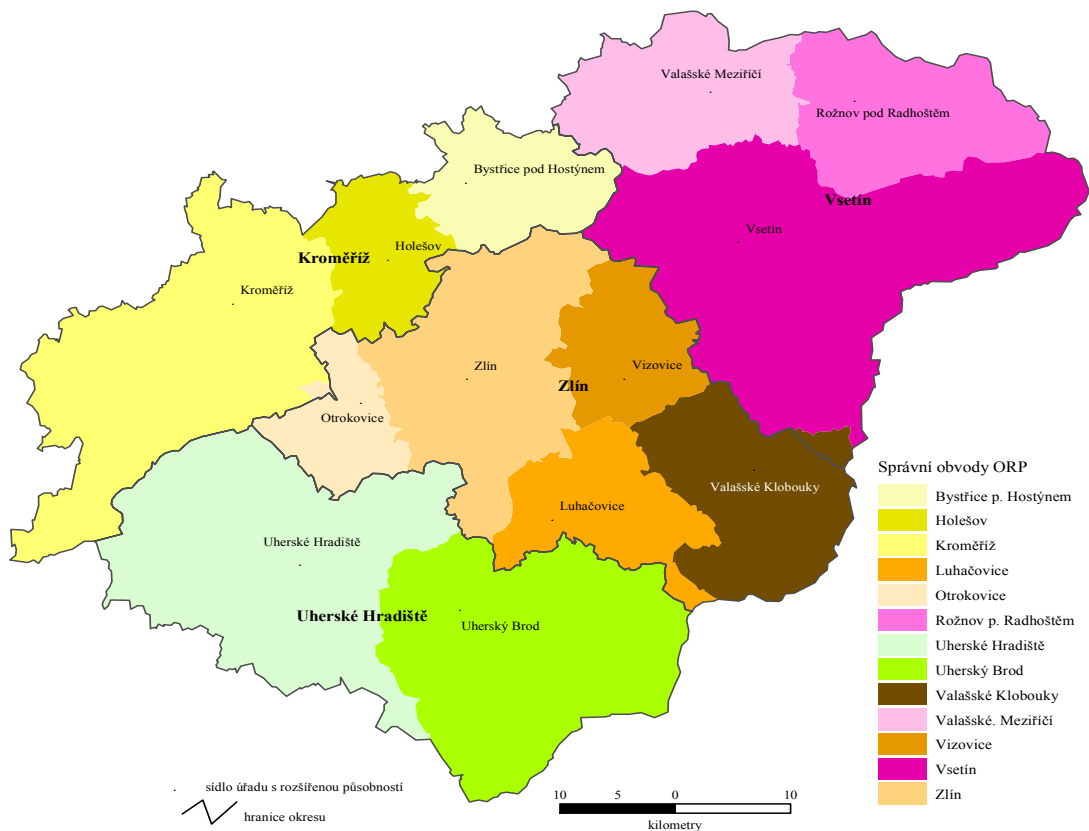 Valašské Meziříčí
Rožnov pod Radhoštěm
Bystřice pod Hostýnem
Vsetín
Vsetín
Holešov
Kroměříž
Kroměříž
Zlín
Zlín
Vizovice
Otrokovice
Valašské Klobouky
Luhačovice
Uherské Hradiště
Uherské Hradiště
Uherský Brod
Správní obvody ORP
Bystřice p. Hostýnem
Holešov
Kroměříž
Luhačovice
Otrokovice
Rožnov p. Radhoštěm
Uherské Hradiště
Uherský Brod
Valašské Klobouky
Valašské. Meziříčí
Vizovice
Vsetín
Zlín
sídlo úřadu s rozšířenou působností
hranice okresu
10 5 0 10
kilometry